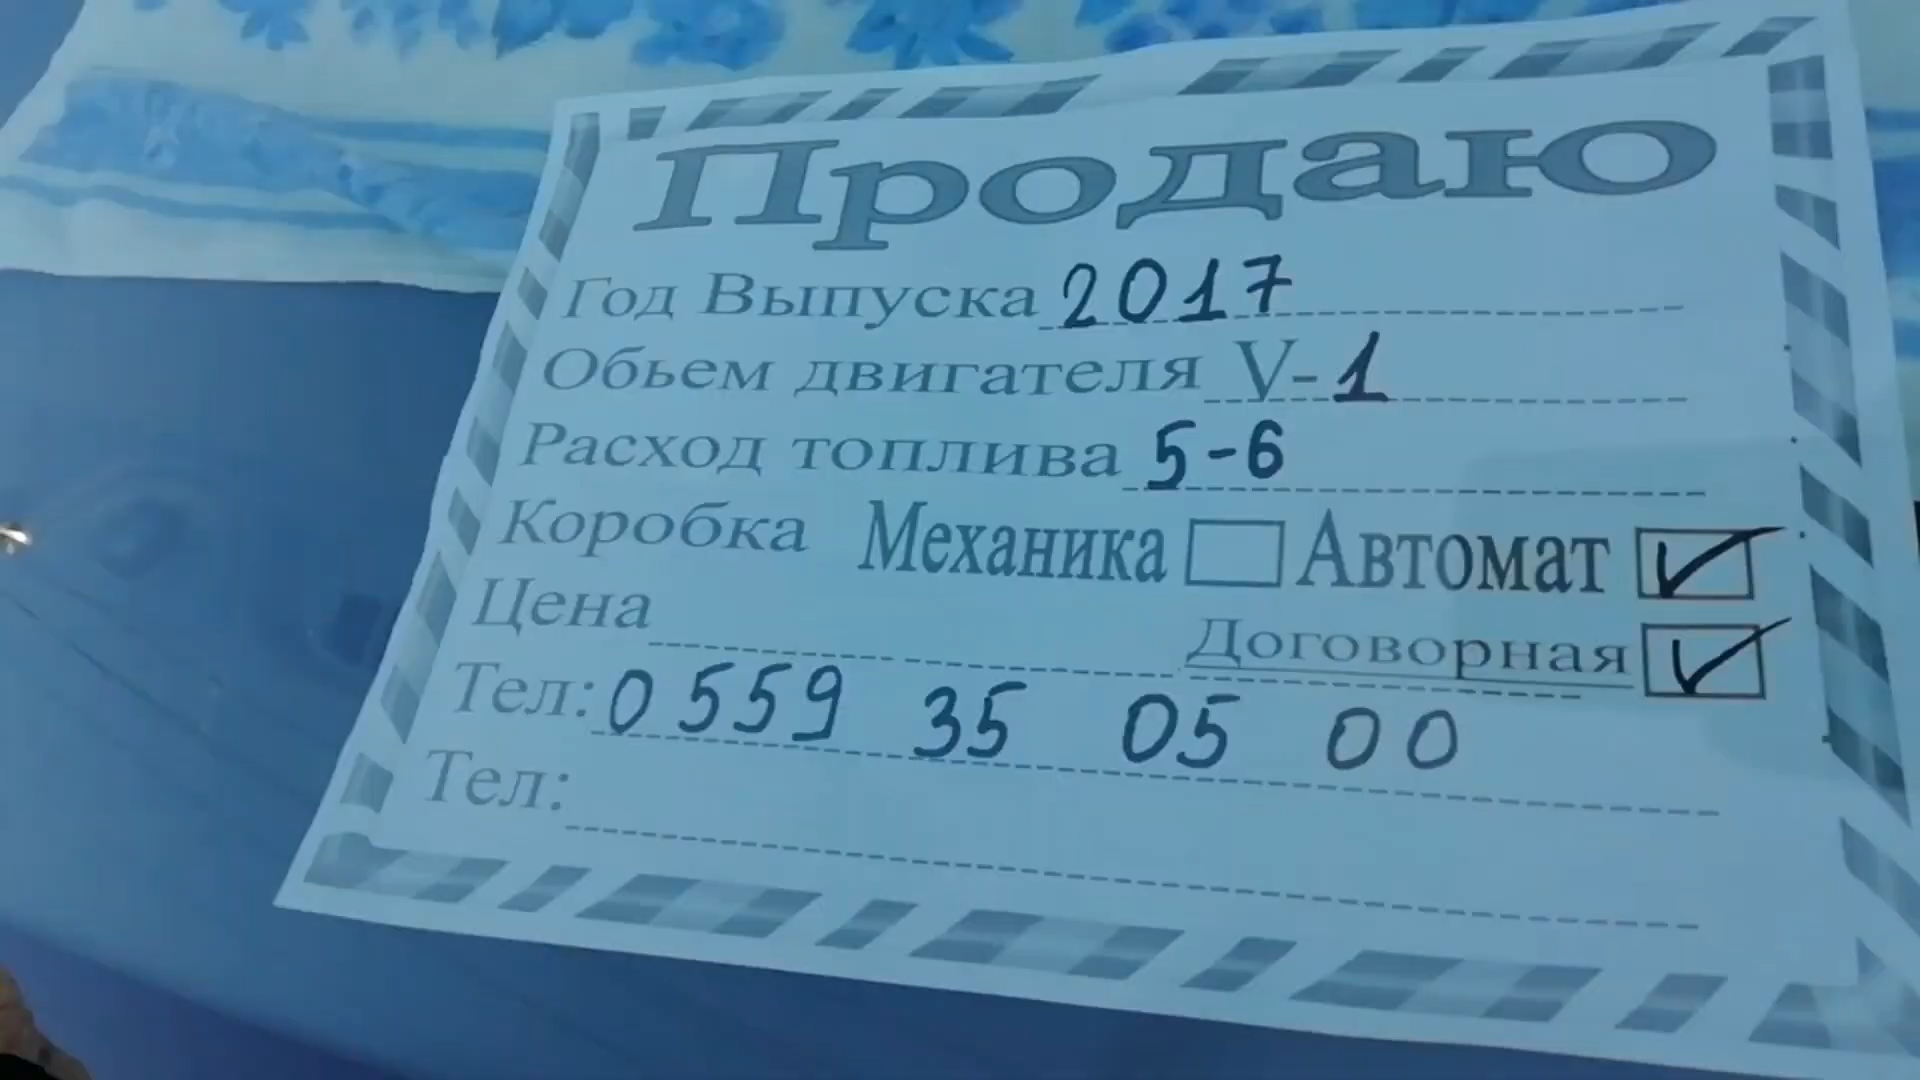 Продаю
Год Выпуска 2017
Обьем двигателя V-1
Расход топлива 5-6
Коробка Механика Автомат
Цена Договорная
Тел: 0559 35 05 00
Тел: